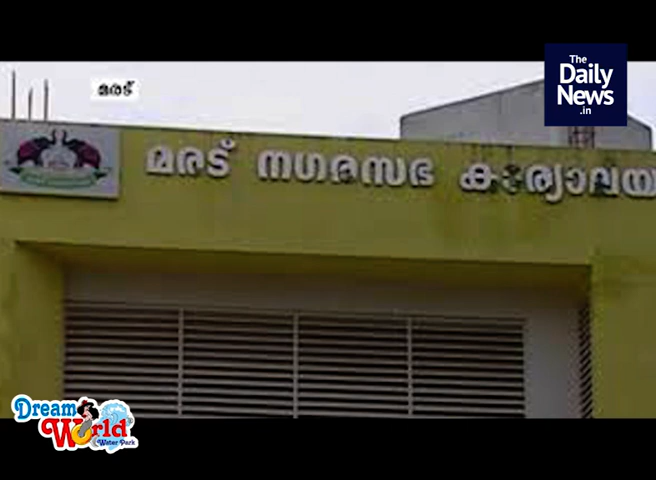 മരട്
The
Daily
News
.in
മരട് നഗരസഭ കാര്യാലയ
Dream
World
Water Park